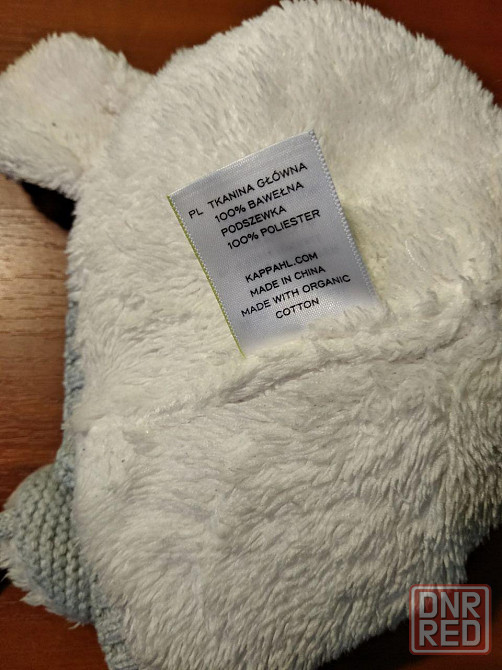 PL TKANINA GŁÓWNA
100% BAWEŁNA
PODSZEWKA
100% POLIESTER
KAPPAHL.COM
MADE IN CHINA
MADE WITH ORGANIC
COTTON
DNR
RED